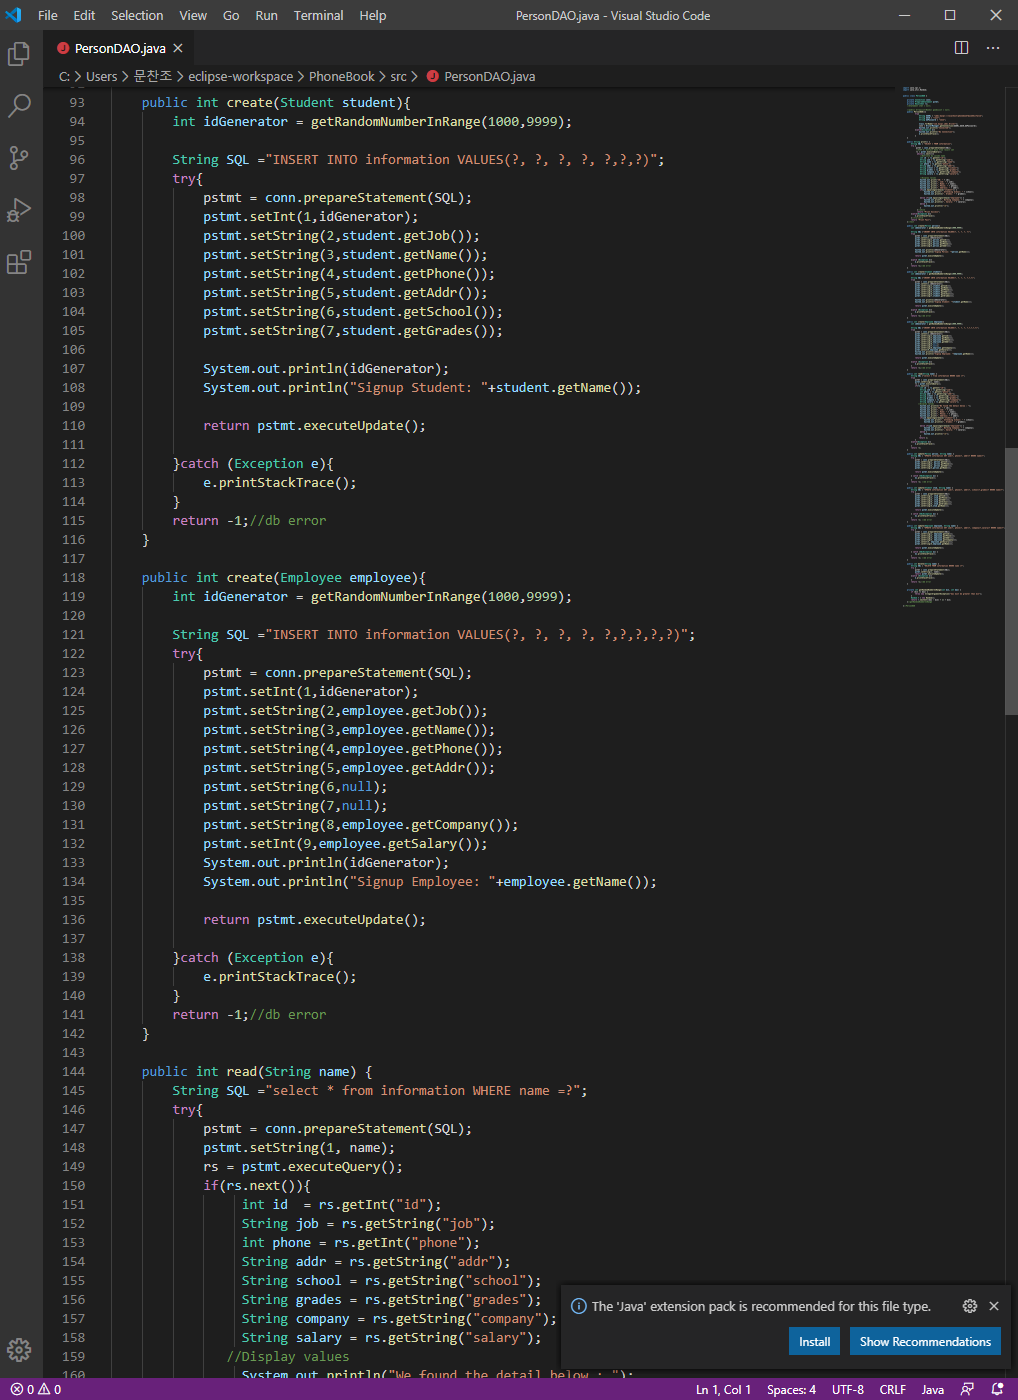 File Edit Selection View Go Run Terminal Help PersonDAO.java - Visual Studio Code
PersonDAO.java
C: > Users > 문찬조 > eclipse-workspace > PhoneBook > src > PersonDAO.java
93 public int create(Student student){
94 int idGenerator = getRandomNumberInRange(1000,9999);
95
96 String SQL ="INSERT INTO information VALUES(?, ?, ?, ?, ?,?,?)";
97 try{
98 pstmt = conn.prepareStatement(SQL);
99 pstmt.setInt(1,idGenerator);
100 pstmt.setString(2,student.getJob());
101 pstmt.setString(3,student.getName());
102 pstmt.setString(4,student.getPhone());
103 pstmt.setString(5,student.getAddr());
104 pstmt.setString(6,student.getSchool());
105 pstmt.setString(7,student.getGrades());
106
107 System.out.println(idGenerator);
108 System.out.println("Signup Student: "+student.getName());
109
110 return pstmt.executeUpdate();
111
112 }catch (Exception e){
113 e.printStackTrace();
114 }
115 return -1;//db error
116 }
117
118 public int create(Employee employee){
119 int idGenerator = getRandomNumberInRange(1000,9999);
120
121 String SQL ="INSERT INTO information VALUES(?, ?, ?, ?, ?,?,?,?,?)";
122 try{
123 pstmt = conn.prepareStatement(SQL);
124 pstmt.setInt(1,idGenerator);
125 pstmt.setString(2,employee.getJob());
126 pstmt.setString(3,employee.getName());
127 pstmt.setString(4,employee.getPhone());
128 pstmt.setString(5,employee.getAddr());
129 pstmt.setString(6,null);
130 pstmt.setString(7,null);
131 pstmt.setString(8,employee.getCompany());
132 pstmt.setInt(9,employee.getSalary());
133 System.out.println(idGenerator);
134 System.out.println("Signup Employee: "+employee.getName());
135
136 return pstmt.executeUpdate();
137
138 }catch (Exception e){
139 e.printStackTrace();
140 }
141 return -1;//db error
142 }
143
144 public int read(String name) {
145 String SQL ="select * from information WHERE name =?";
146 try{
147 pstmt = conn.prepareStatement(SQL);
148 pstmt.setString(1, name);
149 rs = pstmt.executeQuery();
150 if(rs.next()){
151 int id  = rs.getInt("id");
152 String job = rs.getString("job");
153 int phone = rs.getInt("phone");
154 String addr = rs.getString("addr");
155 String school = rs.getString("school");
156 String grades = rs.getString("grades");
157 String company = rs.getString("company");
158 String salary = rs.getString("salary");
159 //Display values
160 System.out.println("We found the detail below : ");
The 'Java' extension pack is recommended for this file type.
Install Show Recommendations
0 0 Ln 1, Col 1 Spaces: 4 UTF-8 CRLF Java